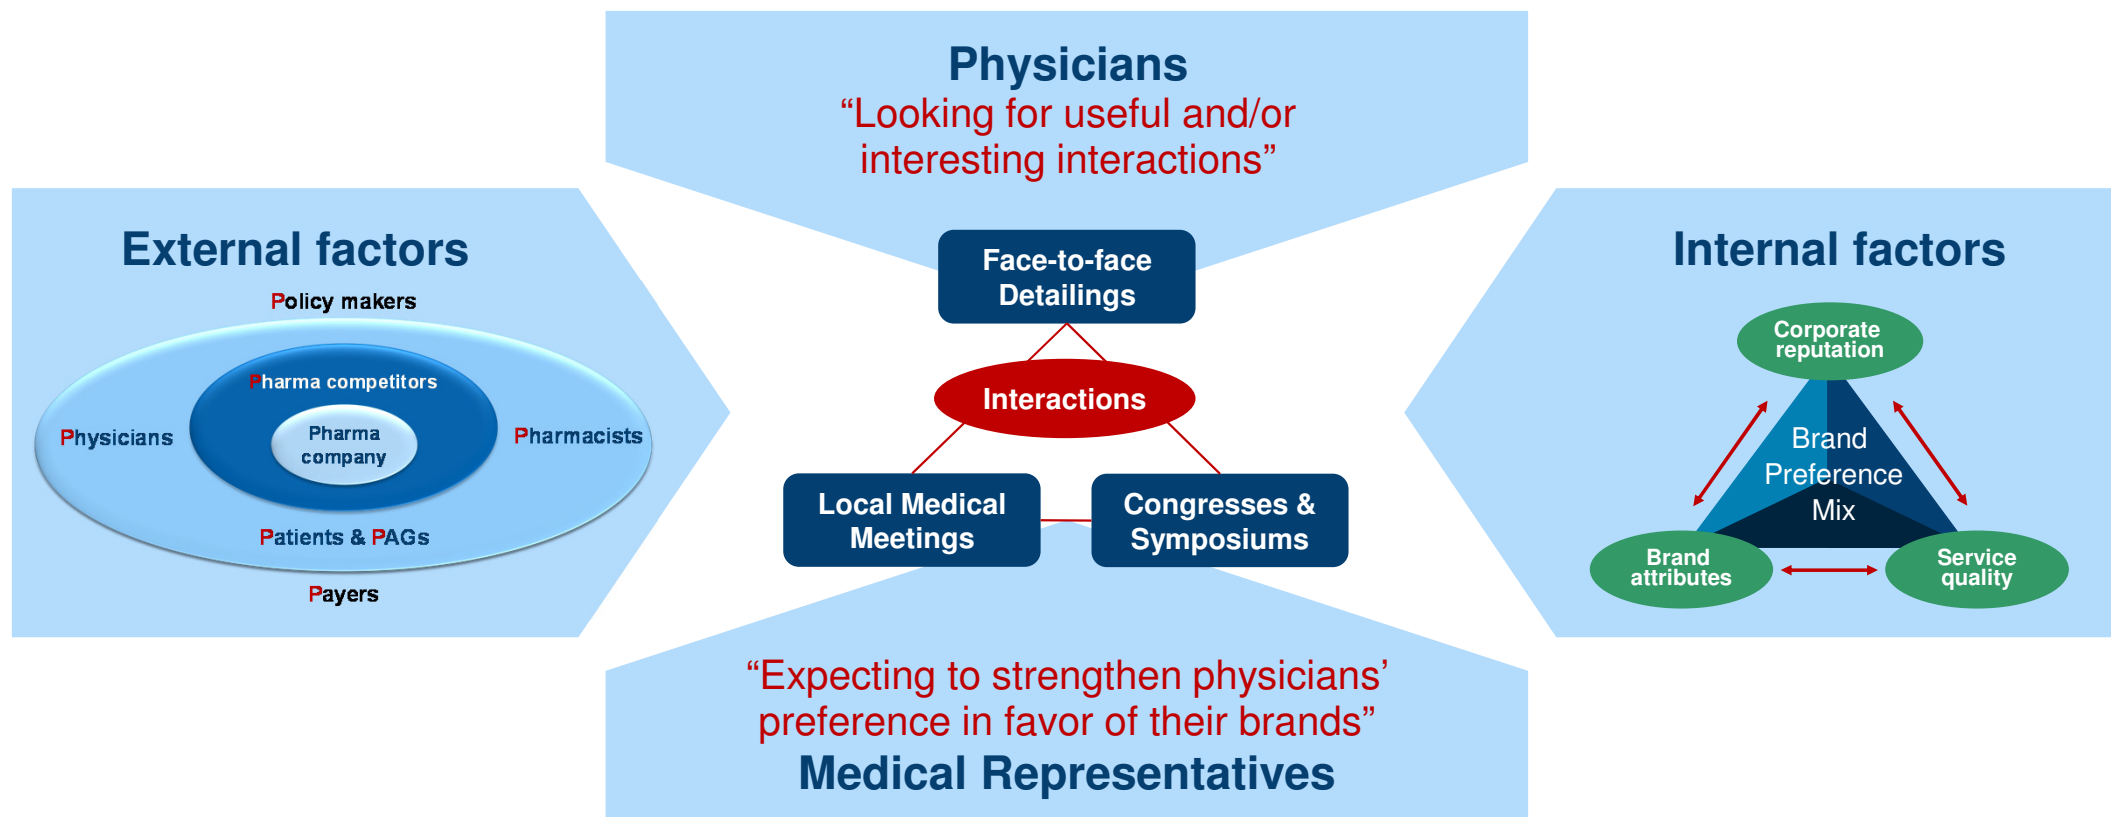 Physicians
“Looking for useful and/or
interesting interactions”
External factors
Policy makers
Pharma competitors
Pharma
company
Physicians
Pharmacists
Patients & PAGs
Payers
Face-to-face
Detailings
Interactions
Local Medical
Meetings
Congresses &
Symposiums
Internal factors
Corporate
reputation
Brand
Preference
Mix
Brand
attributes
Service
quality
“Expecting to strengthen physicians’
preference in favor of their brands”
Medical Representatives